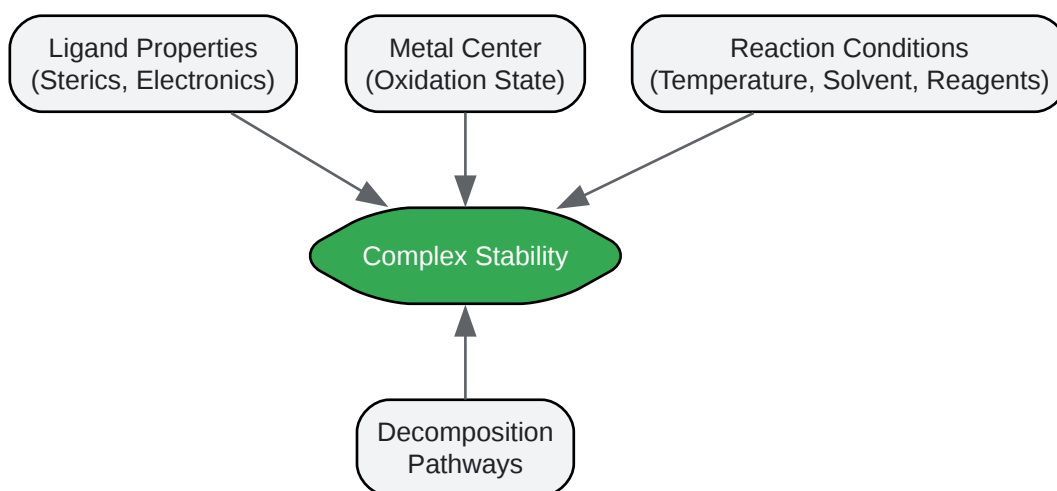 Ligand Properties
(Sterics, Electronics)
Metal Center
(Oxidation State)
Reaction Conditions
(Temperature, Solvent, Reagents)
Complex Stability
Decomposition
Pathways